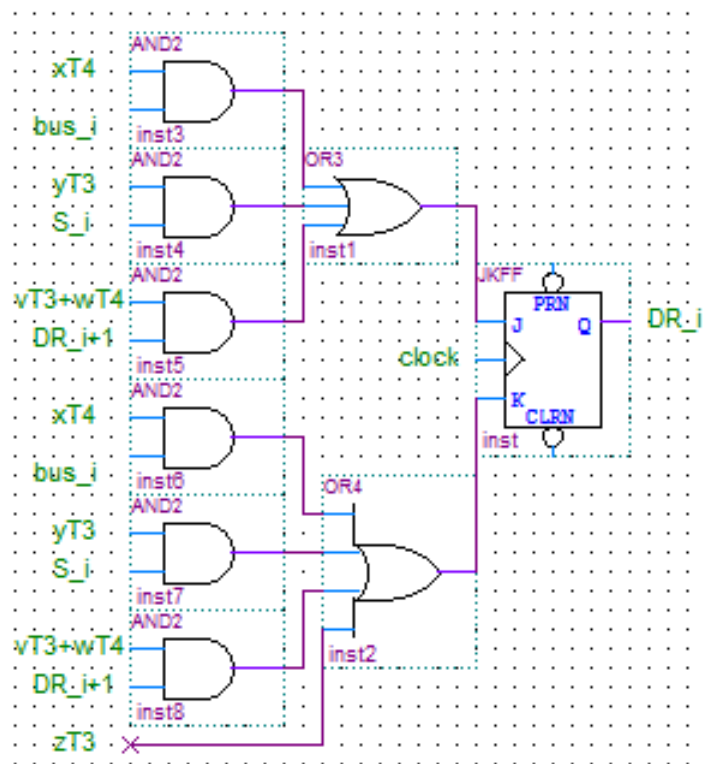 AND2
xT4
bus_i
inst3
AND2
yT3
S_i
inst4
OR3
inst1
AND2
vT3+wT4
DR_i+1
inst5
JKFF
PRN
J
Q
DR_i
clock
K
CLRN
inst
AND2
xT4
bus_i
inst6
OR4
AND2
yT3
S_i
inst7
AND2
vT3+wT4
DR_i+1
inst8
inst2
zT3